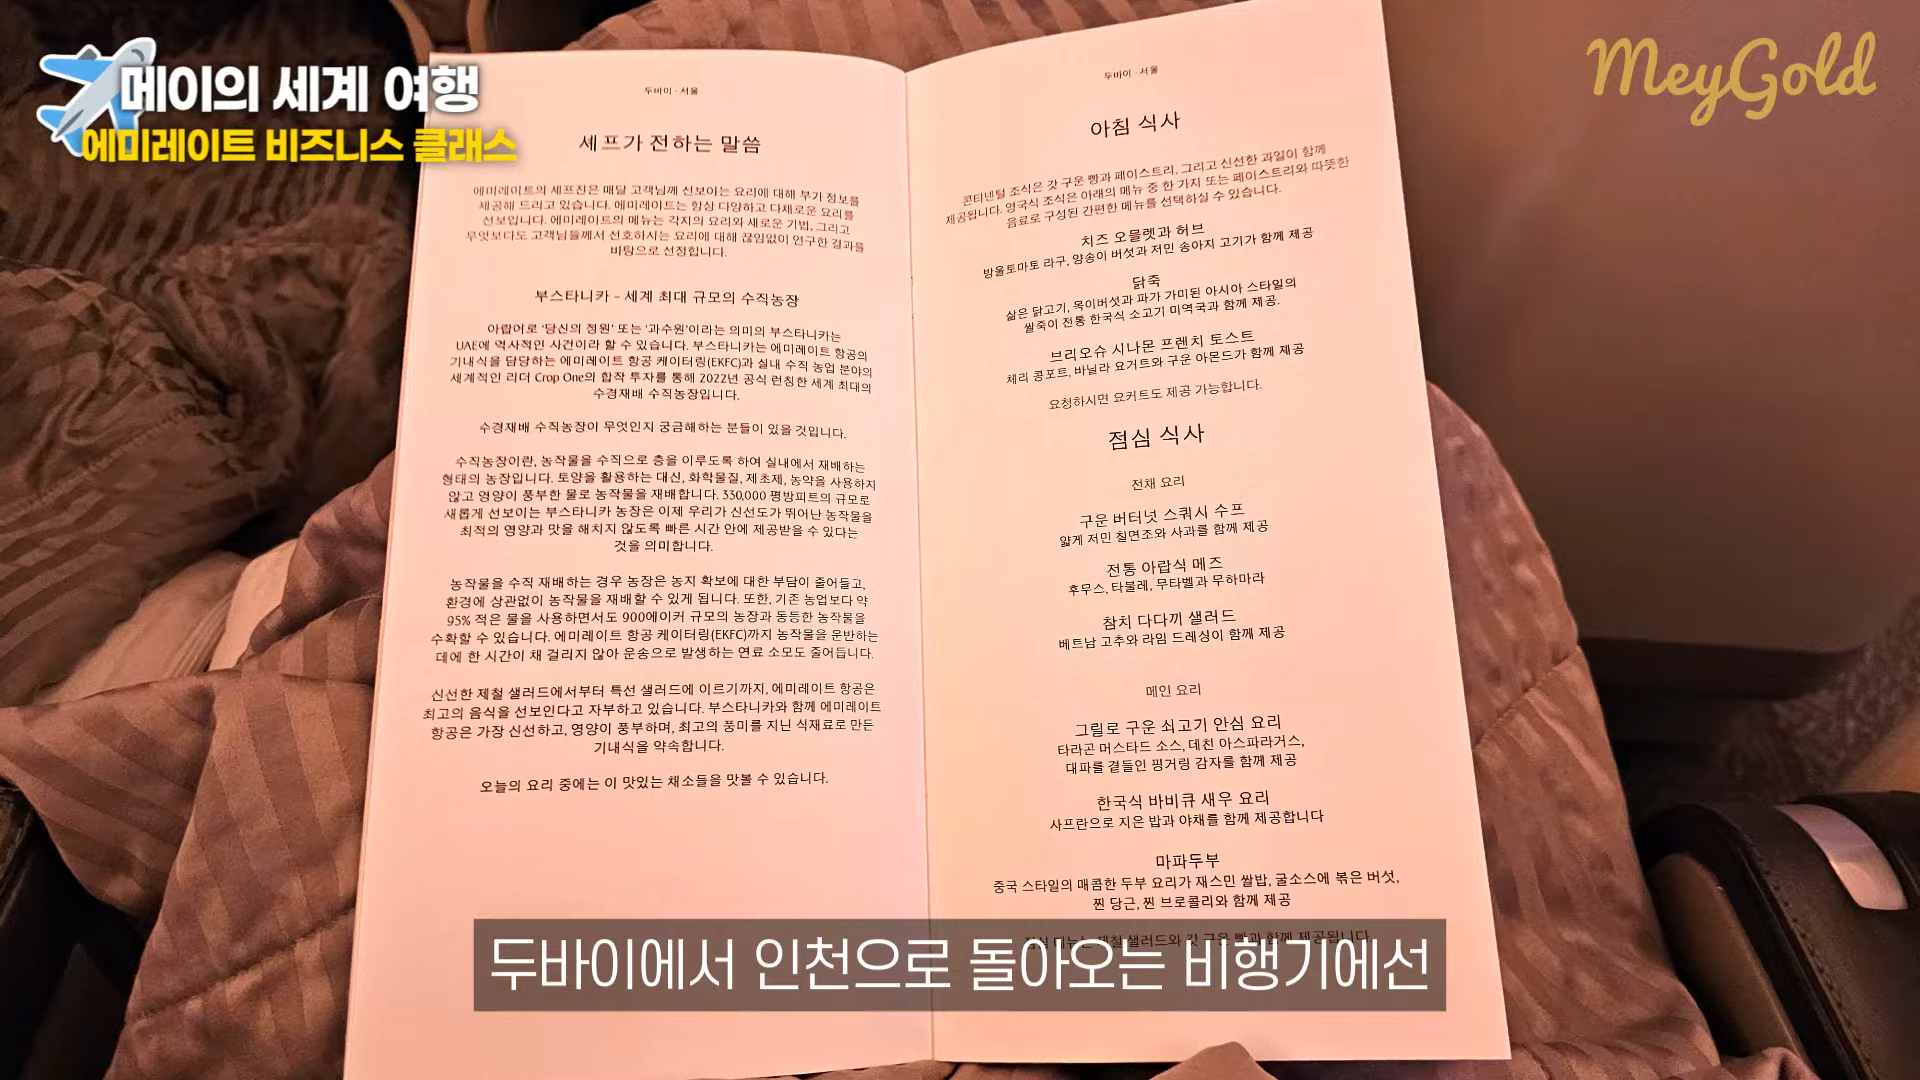 메이의 세계 여행
에미레이트 비즈니스 클래스
MeyGold
두바이 - 서울
셰프가 전하는 말씀
에미레이트의 셰프진은 매달 고객님께 선보이는 요리에 대해 부가 정보를
제공해 드리고 있습니다. 에미레이트는 항상 다양하고 다채로운 요리를
선보입니다. 에미레이트의 메뉴는 각지의 요리와 새로운 기법, 그리고
무엇보다도 고객님들께서 선호하시는 요리에 대해 끊임없이 연구한 결과를
바탕으로 선정합니다.
부스타니카 – 세계 최대 규모의 수직농장
아랍어로 '당신의 정원' 또는 '과수원'이라는 의미의 부스타니카는
UAE에 역사적인 사건이라 할 수 있습니다. 부스타니카는 에미레이트 항공의
기내식을 담당하는 에미레이트 항공 케이터링(EKFC)과 실내 수직 농업 분야의
세계적인 리더 Crop One의 합작 투자를 통해 2022년 공식 런칭한 세계 최대의
수경재배 수직농장입니다.
수경재배 수직농장이 무엇인지 궁금해하는 분들이 있을 것입니다.
수직농장이란, 농작물을 수직으로 층을 이루도록 하여 실내에서 재배하는
형태의 농장입니다. 토양을 활용하는 대신, 화학물질, 제초제, 농약을 사용하지
않고 영양이 풍부한 물로 농작물을 재배합니다. 330,000 평방피트의 규모로
새롭게 선보이는 부스타니카 농장은 이제 우리가 신선도가 뛰어난 농작물을
최적의 영양과 맛을 해치지 않도록 빠른 시간 안에 제공받을 수 있다는
것을 의미합니다.
농작물을 수직 재배하는 경우 농장은 농지 확보에 대한 부담이 줄어들고,
환경에 상관없이 농작물을 재배할 수 있게 됩니다. 또한, 기존 농업보다 약
95% 적은 물을 사용하면서도 900에이커 규모의 농장과 동등한 농작물을
수확할 수 있습니다. 에미레이트 항공 케이터링(EKFC)까지 농작물을 운반하는
데에 한 시간이 채 걸리지 않아 운송으로 발생하는 연료 소모도 줄어듭니다.
신선한 제철 샐러드에서부터 특선 샐러드에 이르기까지, 에미레이트 항공은
최고의 음식을 선보인다고 자부하고 있습니다. 부스타니카와 함께 에미레이트
항공은 가장 신선하고, 영양이 풍부하며, 최고의 풍미를 지닌 식재료로 만든
기내식을 약속합니다.
오늘의 요리 중에는 이 맛있는 채소들을 맛볼 수 있습니다.
두바이 - 서울
아침 식사
콘티넨털 조식은 갓 구운 빵과 페이스트리, 그리고 신선한 과일이 함께
제공됩니다. 영국식 조식은 아래의 메뉴 중 한 가지 또는 페이스트리와 따뜻한
음료로 구성된 간편한 메뉴를 선택하실 수 있습니다.
치즈 오믈렛과 허브
방울토마토 라구, 양송이 버섯과 저민 송아지 고기가 함께 제공
닭죽
삶은 닭고기, 목이버섯과 파가 가미된 아시아 스타일의
쌀죽이 전통 한국식 소고기 미역국과 함께 제공.
브리오슈 시나몬 프렌치 토스트
체리 콩포트, 바닐라 요거트와 구운 아몬드가 함께 제공
요청하시면 요커트도 제공 가능합니다.
점심 식사
전채 요리
구운 버터넛 스쿼시 수프
얇게 저민 칠면조와 사과를 함께 제공
전통 아랍식 메즈
후무스, 타불레, 무타벨과 무하마라
참치 다다끼 샐러드
베트남 고추와 라임 드레싱이 함께 제공
메인 요리
그릴로 구운 쇠고기 안심 요리
타라곤 머스타드 소스, 데친 아스파라거스,
대파를 곁들인 핑거링 감자를 함께 제공
한국식 바비큐 새우 요리
사프란으로 지은 밥과 야채를 함께 제공합니다
마파두부
중국 스타일의 매콤한 두부 요리가 재스민 쌀밥, 굴소스에 볶은 버섯,
찐 당근, 찐 브로콜리와 함께 제공
점심 메뉴는 제철 샐러드와 갓 구운 빵과 함께 제공됩니다.
두바이에서 인천으로 돌아오는 비행기에선